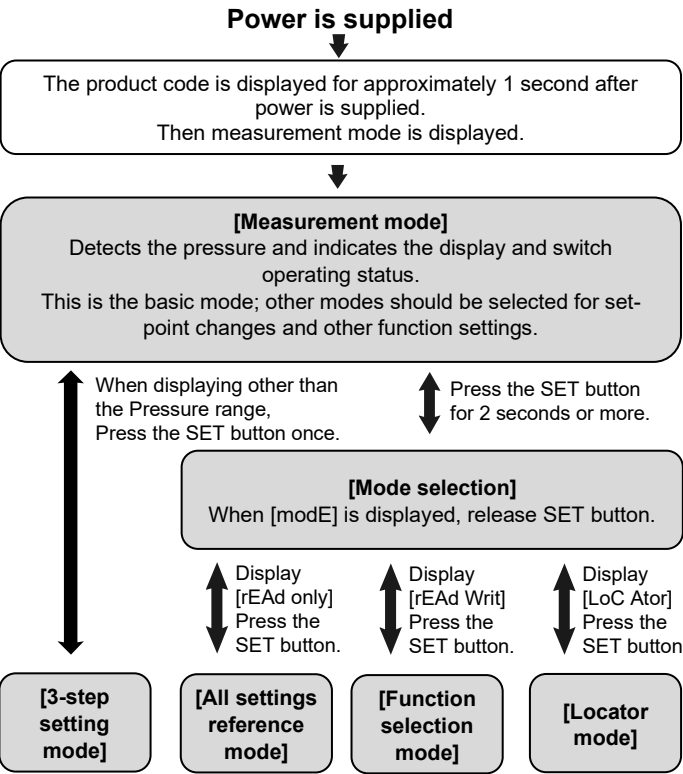 Power is supplied
The product code is displayed for approximately 1 second after
power is supplied.
Then measurement mode is displayed.
[Measurement mode]
Detects the pressure and indicates the display and switch
operating status.
This is the basic mode; other modes should be selected for set-
point changes and other function settings.
When displaying other than
the Pressure range,
Press the SET button once.
Press the SET button
for 2 seconds or more.
[Mode selection]
When [modE] is displayed, release SET button.
Display
[rEAd only]
Press the
SET button.
Display
[rEAd Writ]
Press the
SET button.
Display
[LoC Ator]
Press the
SET button
[3-step
setting
mode]
[All settings
reference
mode]
[Function
selection
mode]
[Locator
mode]